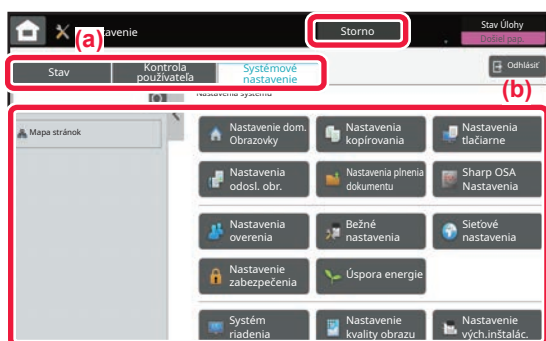 Stav Úlohy
Storno
Došiel pap.
(a)
Stav
Kontrola
používateľa
Systémové
nastavenie
Odhlásiť
(b)
Nastavenia systému
Mapa stránok
Nastavenie dom.
Obrazovky
Nastavenia
kopírovania
Nastavenia
tlačiarne
Nastavenia
odosl. obr.
Nastavenia plnenia
dokumentu
Sharp OSA
Nastavenia
Nastavenia
overenia
Bežné
nastavenia
Sieťové
nastavenia
Nastavenie
zabezpečenia
Úspora energie
Systém
riadenia
Nastavenie
kvality obrazu
Nastavenie
vých.inštalác.